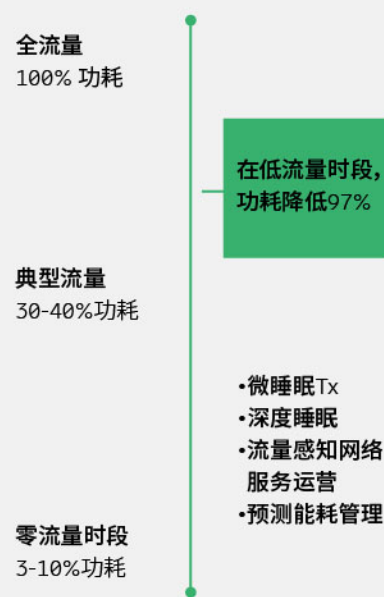 全流量
100% 功耗
在低流量时段，
功耗降低97%
典型流量
30-40%功耗
•微睡眠Tx
•深度睡眠
•流量感知网络
服务运营
•预测能耗管理
零流量时段
3-10%功耗